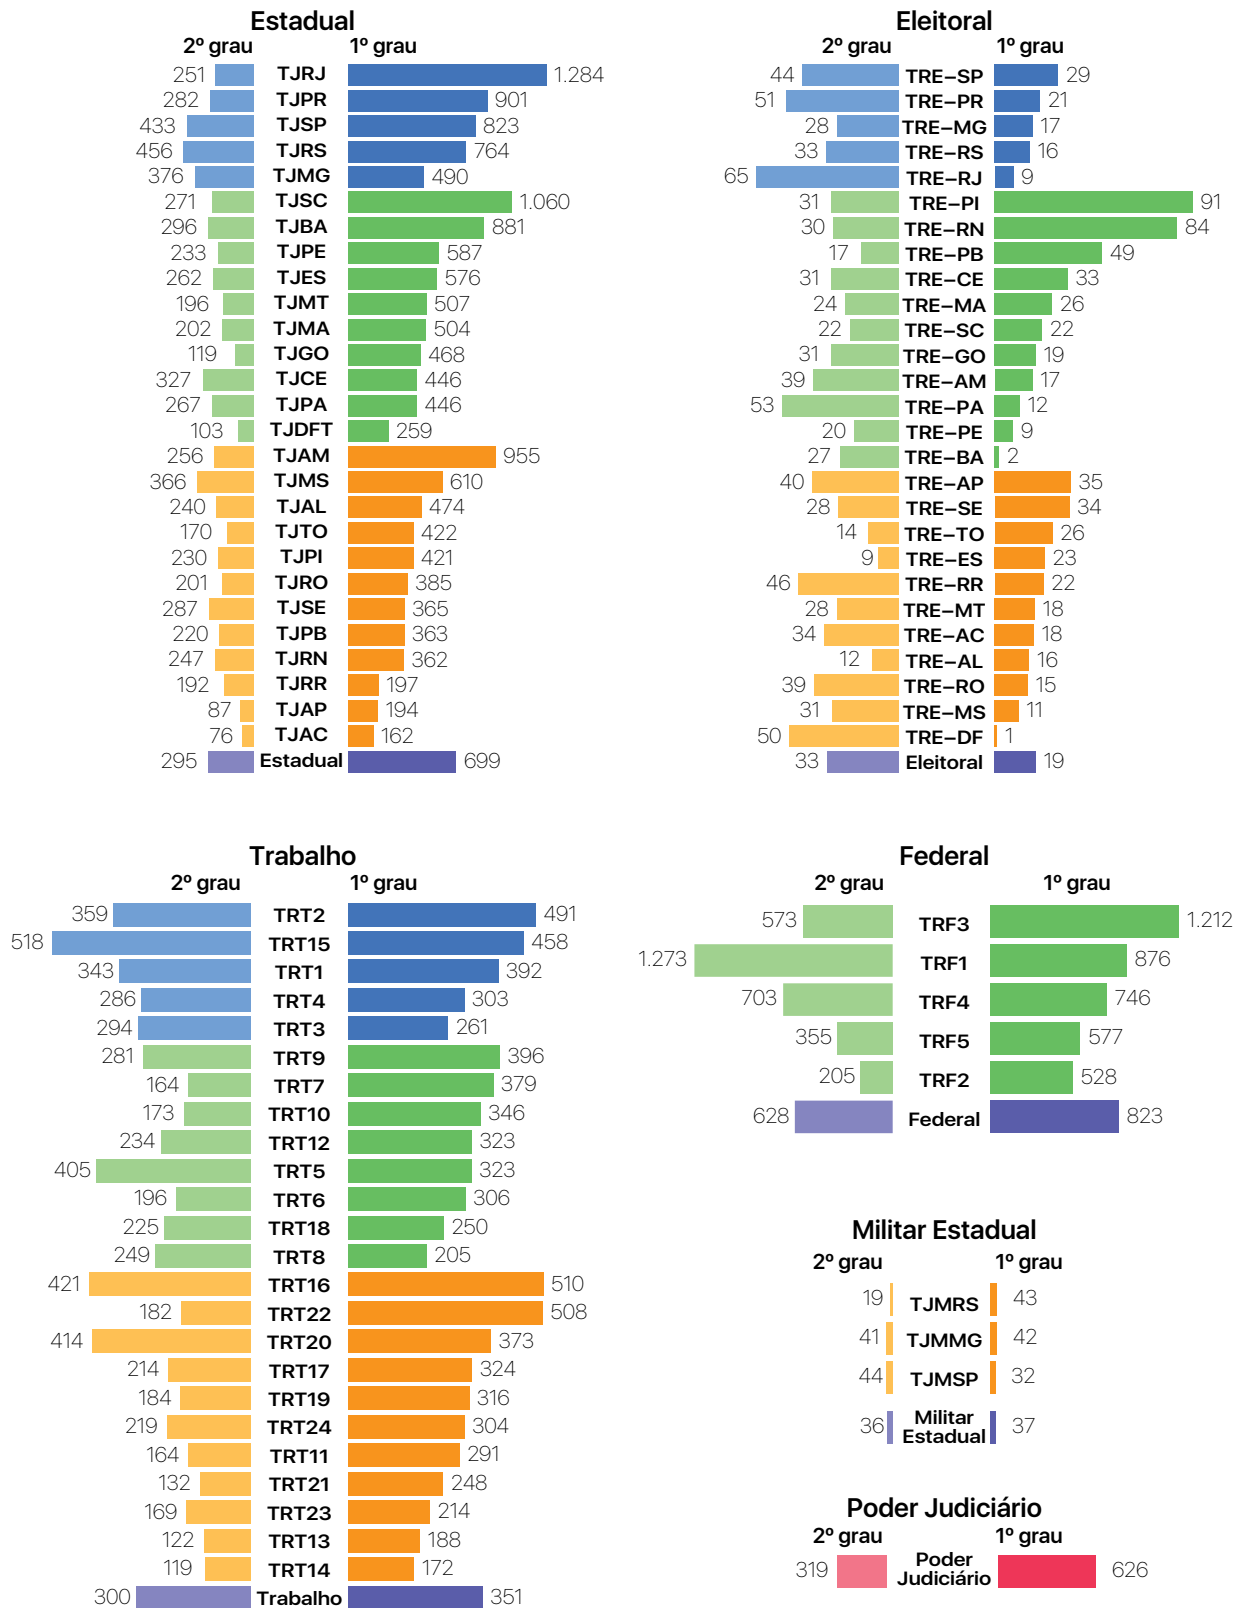 Estadual
2º grau 1º grau
251 TJRJ 1.284
282 TJPR 901
433 TJSP 823
456 TJRS 764
376 TJMG 490
271 TJSC 1.060
296 TJBA 881
233 TJPE 587
262 TJES 576
196 TJMT 507
202 TJMA 504
119 TJGO 468
327 TJCE 446
267 TJPA 446
103 TJDFT 259
256 TJAM 955
366 TJMS 610
240 TJAL 474
170 TJTO 422
230 TJPI 421
201 TJRO 385
287 TJSE 365
220 TJPB 363
247 TJRN 362
192 TJRR 197
87 TJAP 194
76 TJAC 162
295 Estadual 699
Eleitoral
2º grau 1º grau
44 TRE–SP 29
51 TRE–PR 21
28 TRE–MG 17
33 TRE–RS 16
65 TRE–RJ 9
31 TRE–PI 91
30 TRE–RN 84
17 TRE–PB 49
31 TRE–CE 33
24 TRE–MA 26
22 TRE–SC 22
31 TRE–GO 19
39 TRE–AM 17
53 TRE–PA 12
20 TRE–PE 9
27 TRE–BA 2
40 TRE–AP 35
28 TRE–SE 34
14 TRE–TO 26
9 TRE–ES 23
46 TRE–RR 22
28 TRE–MT 18
34 TRE–AC 18
12 TRE–AL 16
39 TRE–RO 15
31 TRE–MS 11
50 TRE–DF 1
33 Eleitoral 19
Trabalho
2º grau 1º grau
359 TRT2 491
518 TRT15 458
343 TRT1 392
286 TRT4 303
294 TRT3 261
281 TRT9 396
164 TRT7 379
173 TRT10 346
234 TRT12 323
405 TRT5 323
196 TRT6 306
225 TRT18 250
249 TRT8 205
421 TRT16 510
182 TRT22 508
414 TRT20 373
214 TRT17 324
184 TRT19 316
219 TRT24 304
164 TRT11 291
132 TRT21 248
169 TRT23 214
122 TRT13 188
119 TRT14 172
300 Trabalho 351
Federal
2º grau 1º grau
573 TRF3 1.212
1.273 TRF1 876
703 TRF4 746
355 TRF5 577
205 TRF2 528
628 Federal 823
Militar Estadual
2º grau 1º grau
19 TJMRS 43
41 TJMMG 42
44 TJMSP 32
36 Militar 37
Estadual
Poder Judiciário
2º grau 1º grau
319 Poder 626
Judiciário